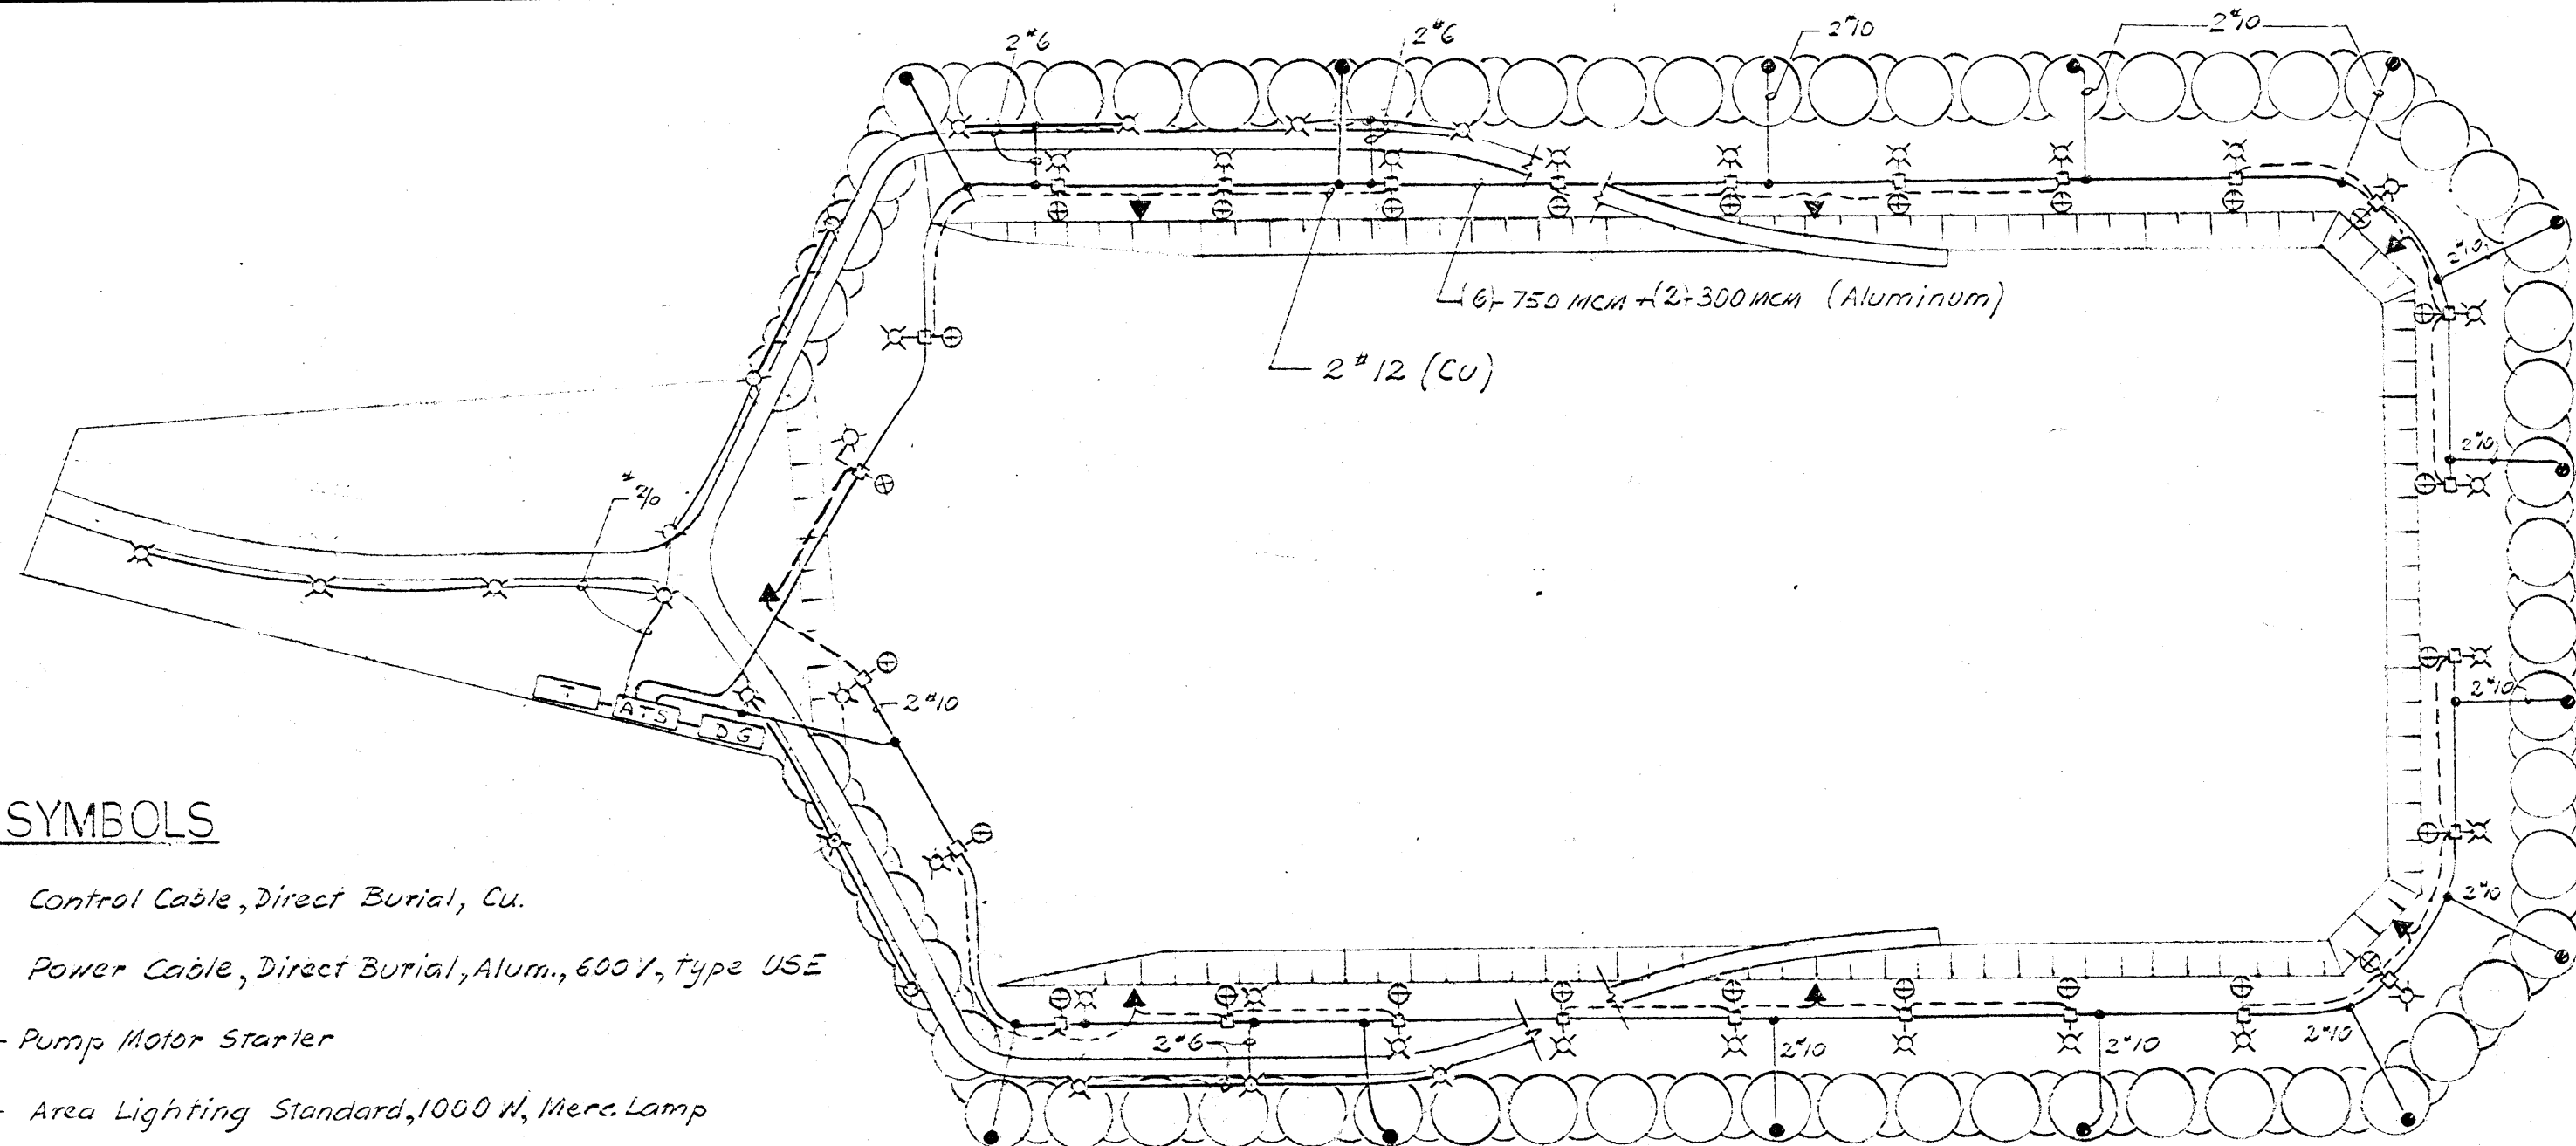 2#6
2#6
2#10
2#10
2#10
(6)-750 MCM +(2)-300 MCM (Aluminum)
2#12 (CU)
2#10
#2/0
2#10
2#10
T
ATS
DG
SYMBOLS
2#10
Control Cable, Direct Burial, Cu.
Power Cable, Direct Burial, Alum., 600 V, type USE
Pump Motor Starter
2#6
2#10
2#10
2#10
Area Lighting Standard, 1000 W, Merc. Lamp